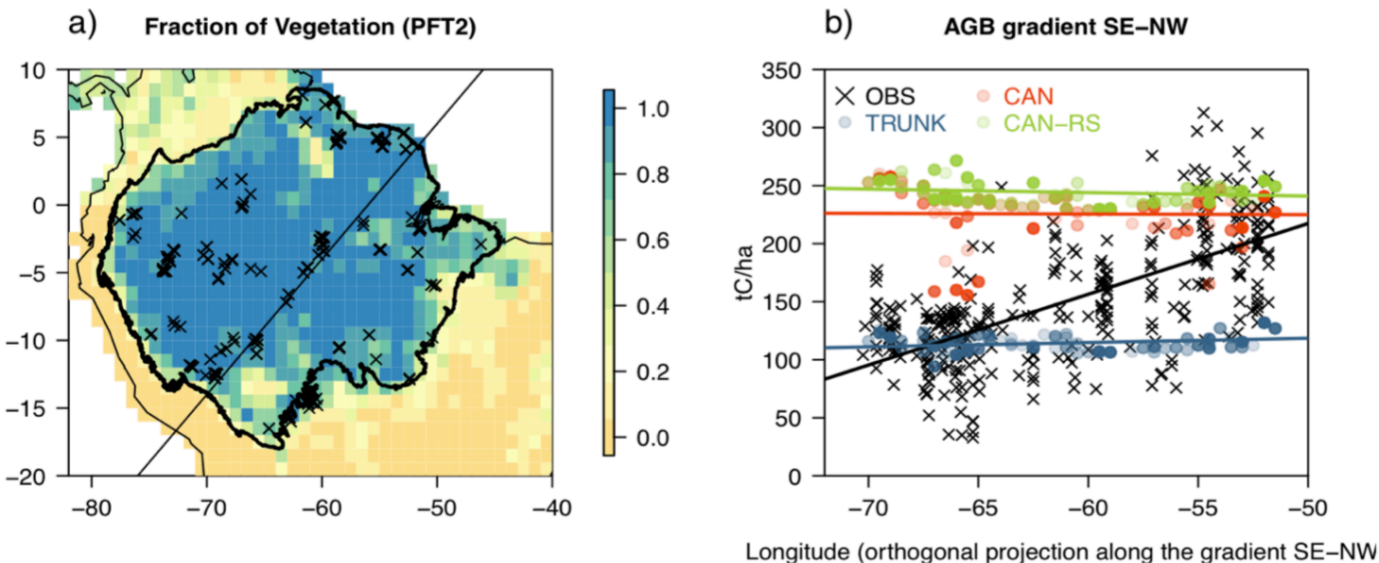 a) Fraction of Vegetation (PFT2)
10
5
0
−5
−10
−15
−20
−80 −70 −60 −50 −40
1.0
0.8
0.6
0.4
0.2
0.0
b) AGB gradient SE−NW
OBS CAN
TRUNK CAN−RS
tC/ha
350
300
250
200
150
100
50
0
−70 −65 −60 −55 −50
Longitude (orthogonal projection along the gradient SE−NW